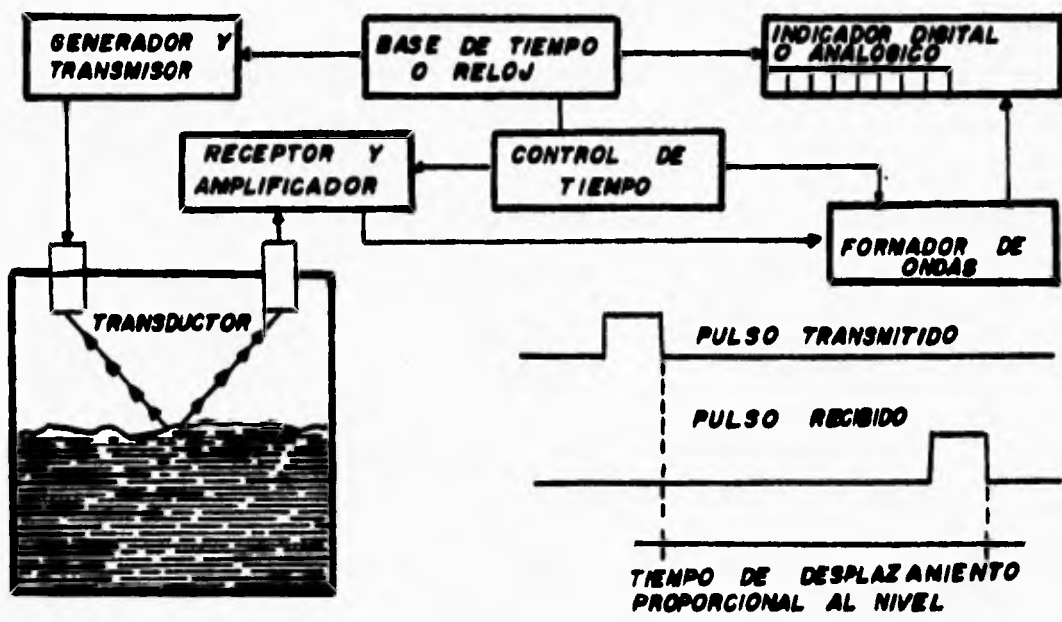 GENERADOR Y
TRANSMISOR
BASE DE TIEMPO
O RELOJ
INDICADOR DIGITAL
O ANALÓGICO
RECEPTOR Y
AMPLIFICADOR
CONTROL DE
TIEMPO
FORMADOR DE
ONDAS
TRANSDUCTOR
PULSO TRANSMITIDO
PULSO RECIBIDO
TIEMPO DE DESPLAZAMIENTO
PROPORCIONAL AL NIVEL